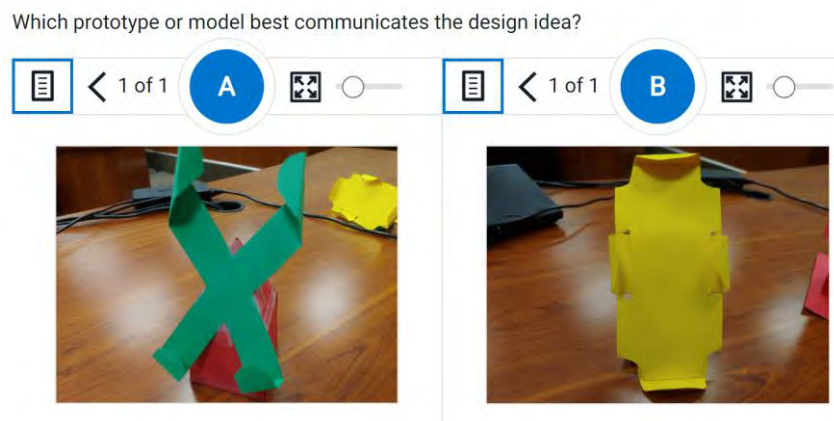 Which prototype or model best communicates the design idea?
1 of 1 A 1 of 1 B